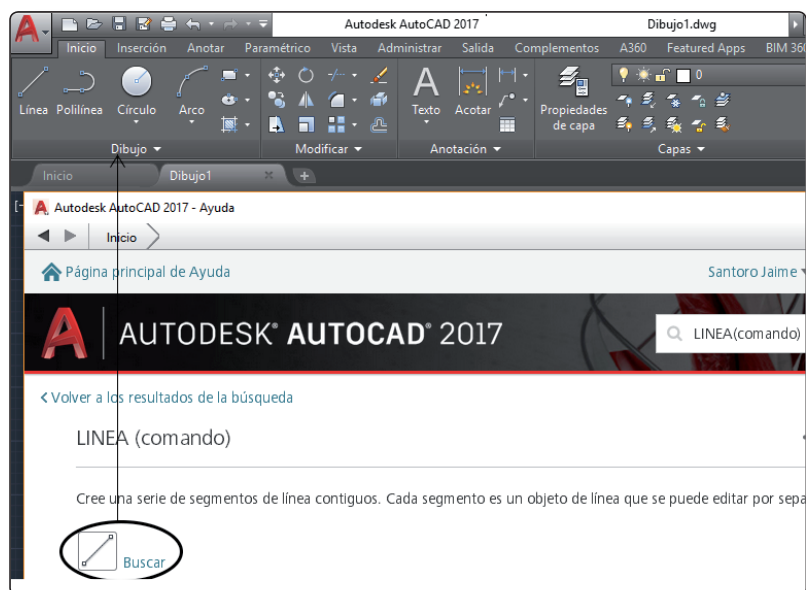 Autodesk AutoCAD 2017 Dibujo1.dwg
Inicio Inserción Anotar Paramétrico Vista Administrar Salida Complementos A360 Featured Apps BIM 360
Línea Polilínea Círculo Arco Texto Acotar Propiedades de capa 0
Dibujo Modificar Anotación Capas
Inicio Dibujo1
Autodesk AutoCAD 2017 - Ayuda
Inicio
Página principal de Ayuda Santoro Jaime
AUTODESK® AUTOCAD® 2017 LINEA(comando)
Volver a los resultados de la búsqueda
LINEA (comando)
Cree una serie de segmentos de línea contiguos. Cada segmento es un objeto de línea que se puede editar por sepa
Buscar